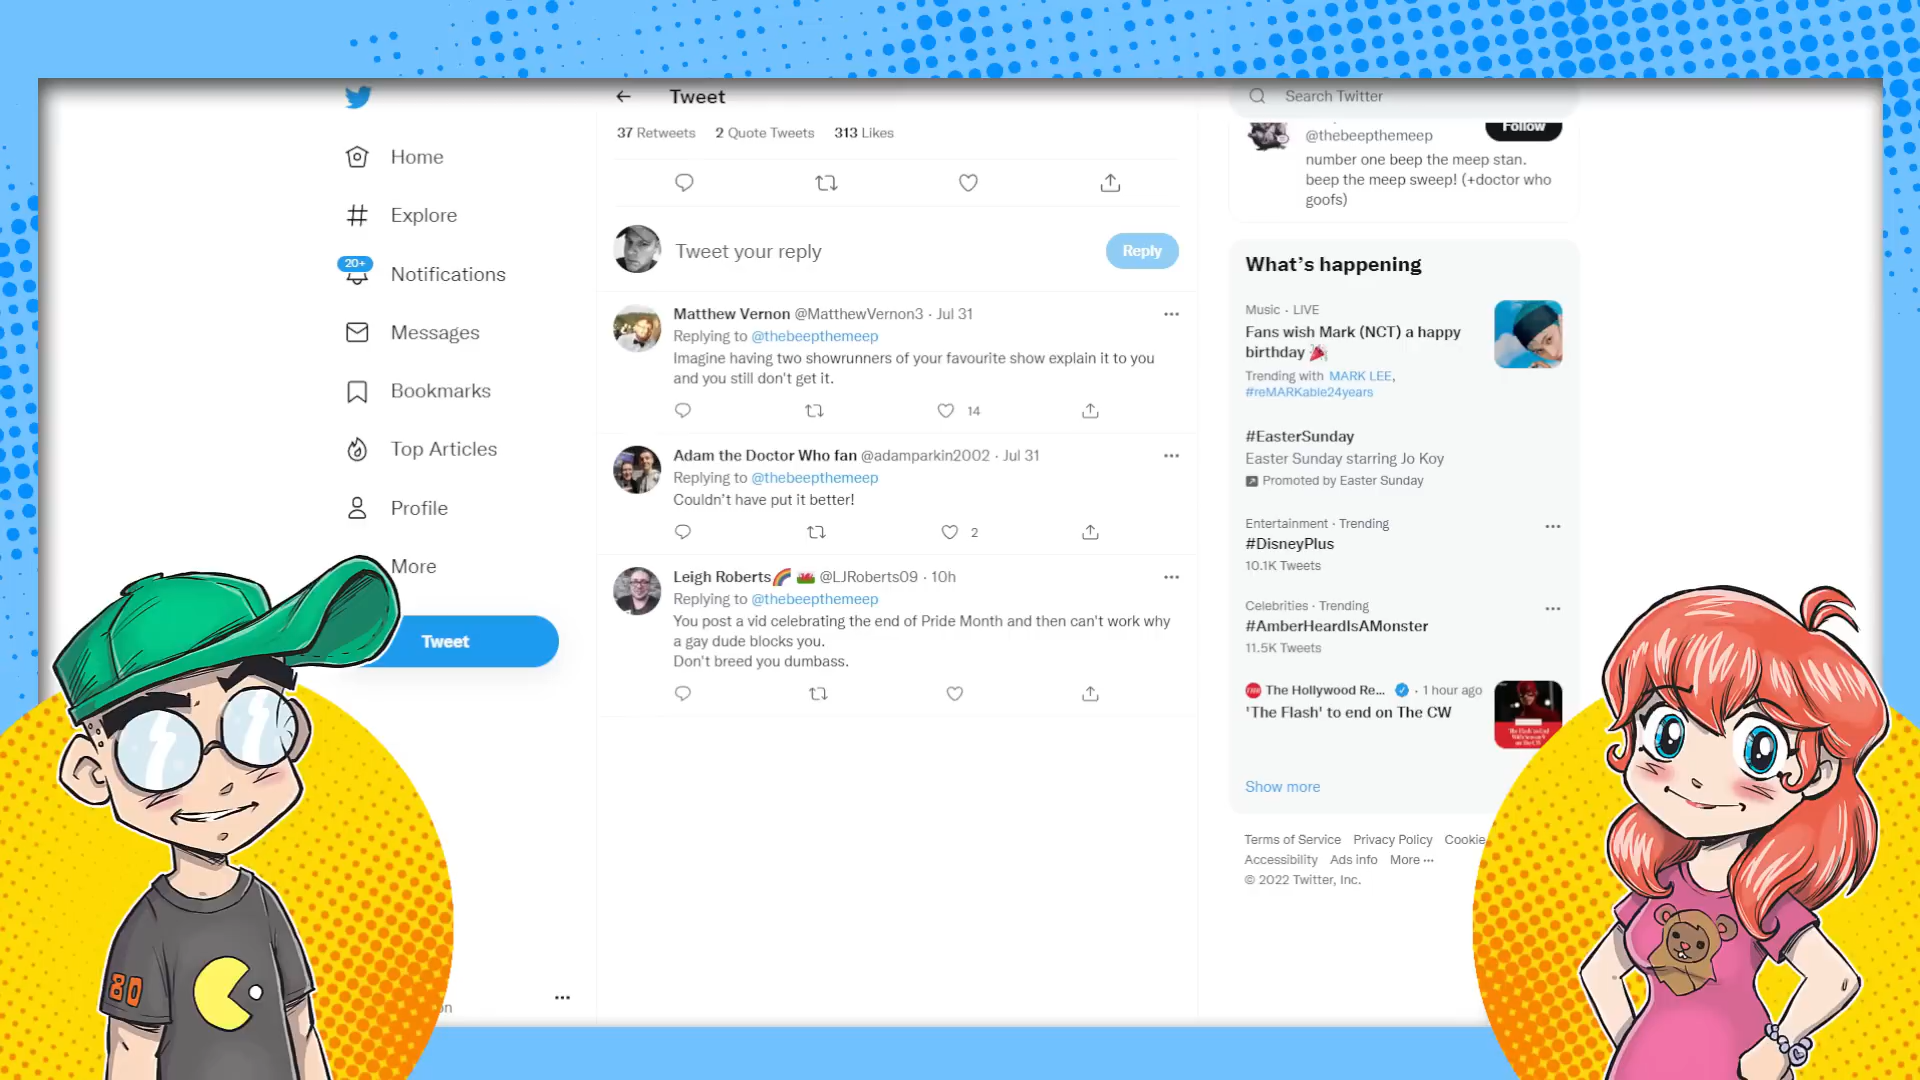 Home
Explore
20+
Notifications
Messages
Bookmarks
Top Articles
Profile
More
Tweet
Tweet
37 Retweets 2 Quote Tweets 313 Likes
Tweet your reply
Reply
Matthew Vernon @MatthewVernon3 · Jul 31
Replying to @thebeepthemeep
Imagine having two showrunners of your favourite show explain it to you
and you still don't get it.
14
Adam the Doctor Who fan @adamparkin2002 · Jul 31
Replying to @thebeepthemeep
Couldn't have put it better!
2
Leigh Roberts🌈 🏴󠁧󠁢󠁷󠁬󠁳󠁿 @LJRoberts09 · 10h
Replying to @thebeepthemeep
You post a vid celebrating the end of Pride Month and then can't work why
a gay dude blocks you.
Don't breed you dumbass.
Search Twitter
@thebeepthemeep
Follow
number one beep the meep stan.
beep the meep sweep! (+doctor who
goofs)
What's happening
Music · LIVE
Fans wish Mark (NCT) a happy
birthday 🎉
Trending with MARK LEE,
#reMARKable24years
#EasterSunday
Easter Sunday starring Jo Koy
Promoted by Easter Sunday
Entertainment · Trending
#DisneyPlus
10.1K Tweets
Celebrities · Trending
#AmberHeardIsAMonster
11.5K Tweets
The Hollywood Re... · 1 hour ago
'The Flash' to end on The CW
Show more
Terms of Service Privacy Policy Cookie
Accessibility Ads info More ···
© 2022 Twitter, Inc.
80